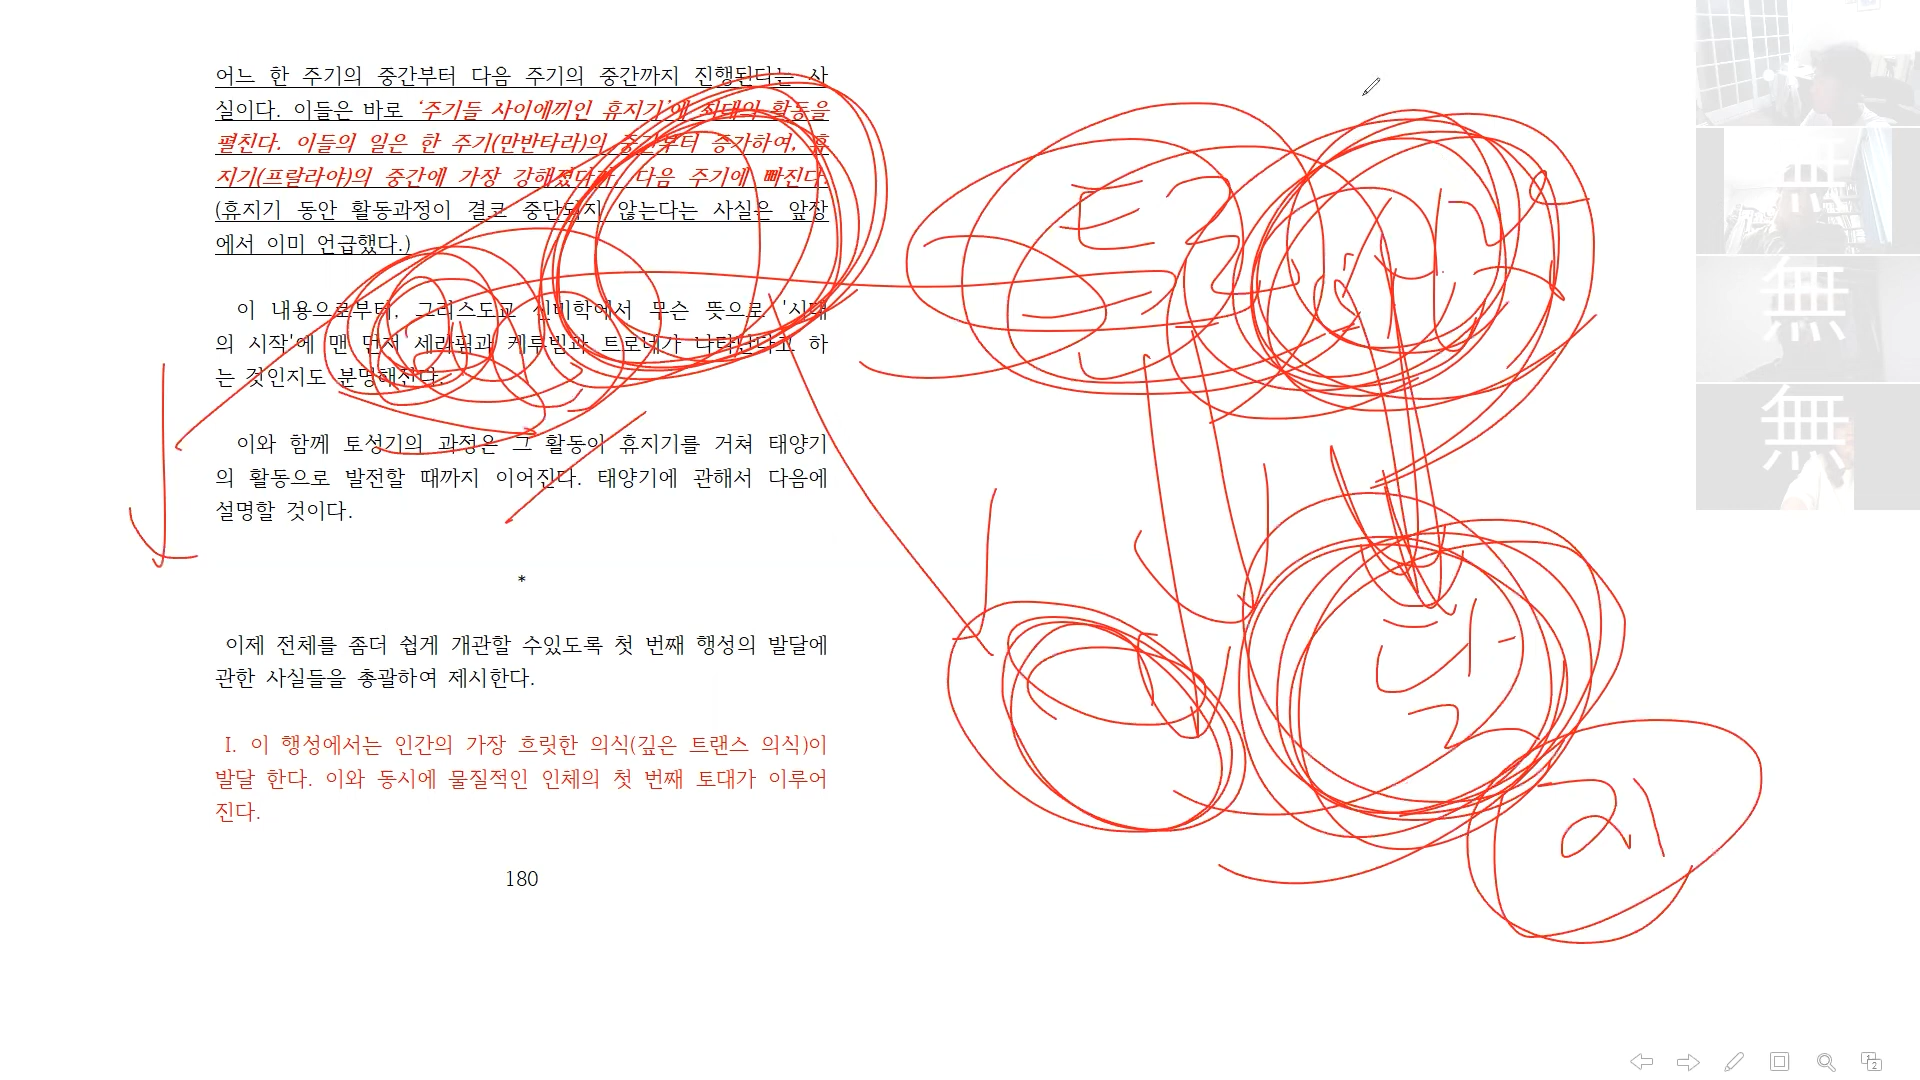 어느 한 주기의 중간부터 다음 주기의 중간까지 진행된다는 사
실이다. 이들은 바로 '주기들 사이에끼인 휴지기'에 최대의 활동을
펼친다. 이들의 일은 한 주기(만반타라)의 중간부터 증가하여, 휴
지기(프랄라야)의 중간에 가장 강해졌다가, 다음 주기에 빠진다.
(휴지기 동안 활동과정이 결코 중단되지 않는다는 사실은 앞장
에서 이미 언급했다.)
이 내용으로부터, 그리스도교 신비학에서 무슨 뜻으로 '시대
의 시작'에 맨 먼저 세라핌과 케루빔과 트로네가 나타난다고 하
는 것인지도 분명해진다.
이와 함께 토성기의 과정은 그 활동이 휴지기를 거쳐 태양기
의 활동으로 발전할 때까지 이어진다. 태양기에 관해서 다음에
설명할 것이다.
*
이제 전체를 좀더 쉽게 개관할 수있도록 첫 번째 행성의 발달에
관한 사실들을 총괄하여 제시한다.
I. 이 행성에서는 인간의 가장 흐릿한 의식(깊은 트랜스 의식)이
발달 한다. 이와 동시에 물질적인 인체의 첫 번째 토대가 이루어
진다.
180
無
無
無